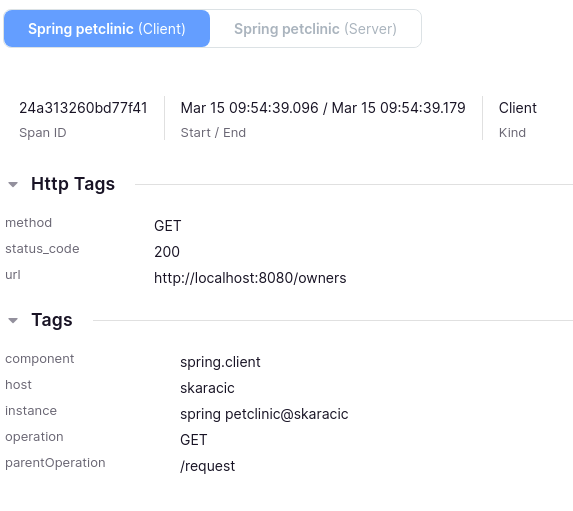 Spring petclinic (Client) Spring petclinic (Server)
24a313260bd77f41 Mar 15 09:54:39.096 / Mar 15 09:54:39.179 Client
Span ID Start / End Kind
Http Tags
method GET
status_code 200
url http://localhost:8080/owners
Tags
component spring.client
host skaracic
instance spring petclinic@skaracic
operation GET
parentOperation /request